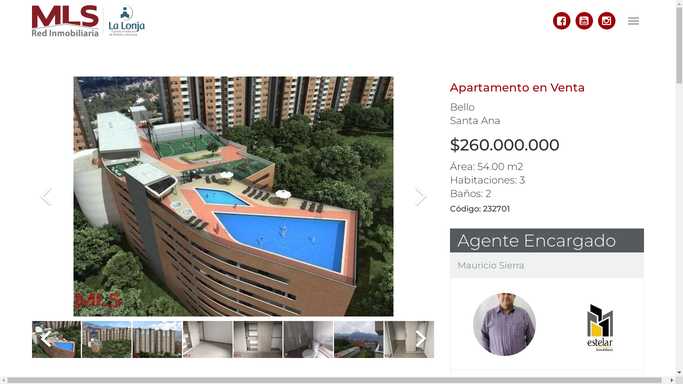 MLS
Red Inmobiliaria
La Lonja
Apartamento en Venta
Bello
Santa Ana
$260.000.000
Área: 54.00 m2
Habitaciones: 3
Baños: 2
Código: 232701
Agente Encargado
Mauricio Sierra
MLS
estelar